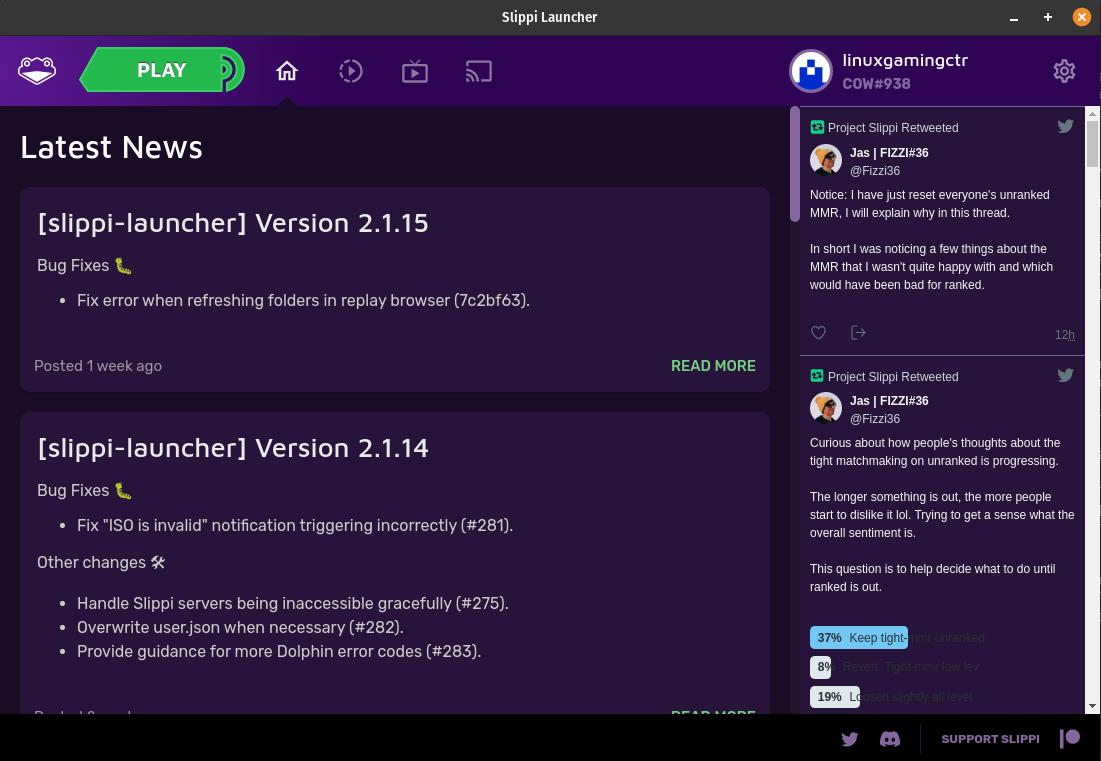 Slippi Launcher
PLAY
linuxgamingctr
COW#938
Latest News
[slippi-launcher] Version 2.1.15
Bug Fixes 🐛
• Fix error when refreshing folders in replay browser (7c2bf63).
Posted 1 week ago
READ MORE
[slippi-launcher] Version 2.1.14
Bug Fixes 🐛
• Fix "ISO is invalid" notification triggering incorrectly (#281).
Other changes 🛠
• Handle Slippi servers being inaccessible gracefully (#275).
• Overwrite user.json when necessary (#282).
• Provide guidance for more Dolphin error codes (#283).
READ MORE
Project Slippi Retweeted
Jas | FIZZI#36
@Fizzi36
Notice: I have just reset everyone's unranked
MMR, I will explain why in this thread.
In short I was noticing a few things about the
MMR that I wasn't quite happy with and which
would have been bad for ranked.
12h
Project Slippi Retweeted
Jas | FIZZI#36
@Fizzi36
Curious about how people's thoughts about the
tight matchmaking on unranked is progressing.
The longer something is out, the more people
start to dislike it lol. Trying to get a sense what the
overall sentiment is.
This question is to help decide what to do until
ranked is out.
37% Keep tight-mmr unranked
8% Revert. Tight-mmr low lev
19% Loosen slightly all level
SUPPORT SLIPPI